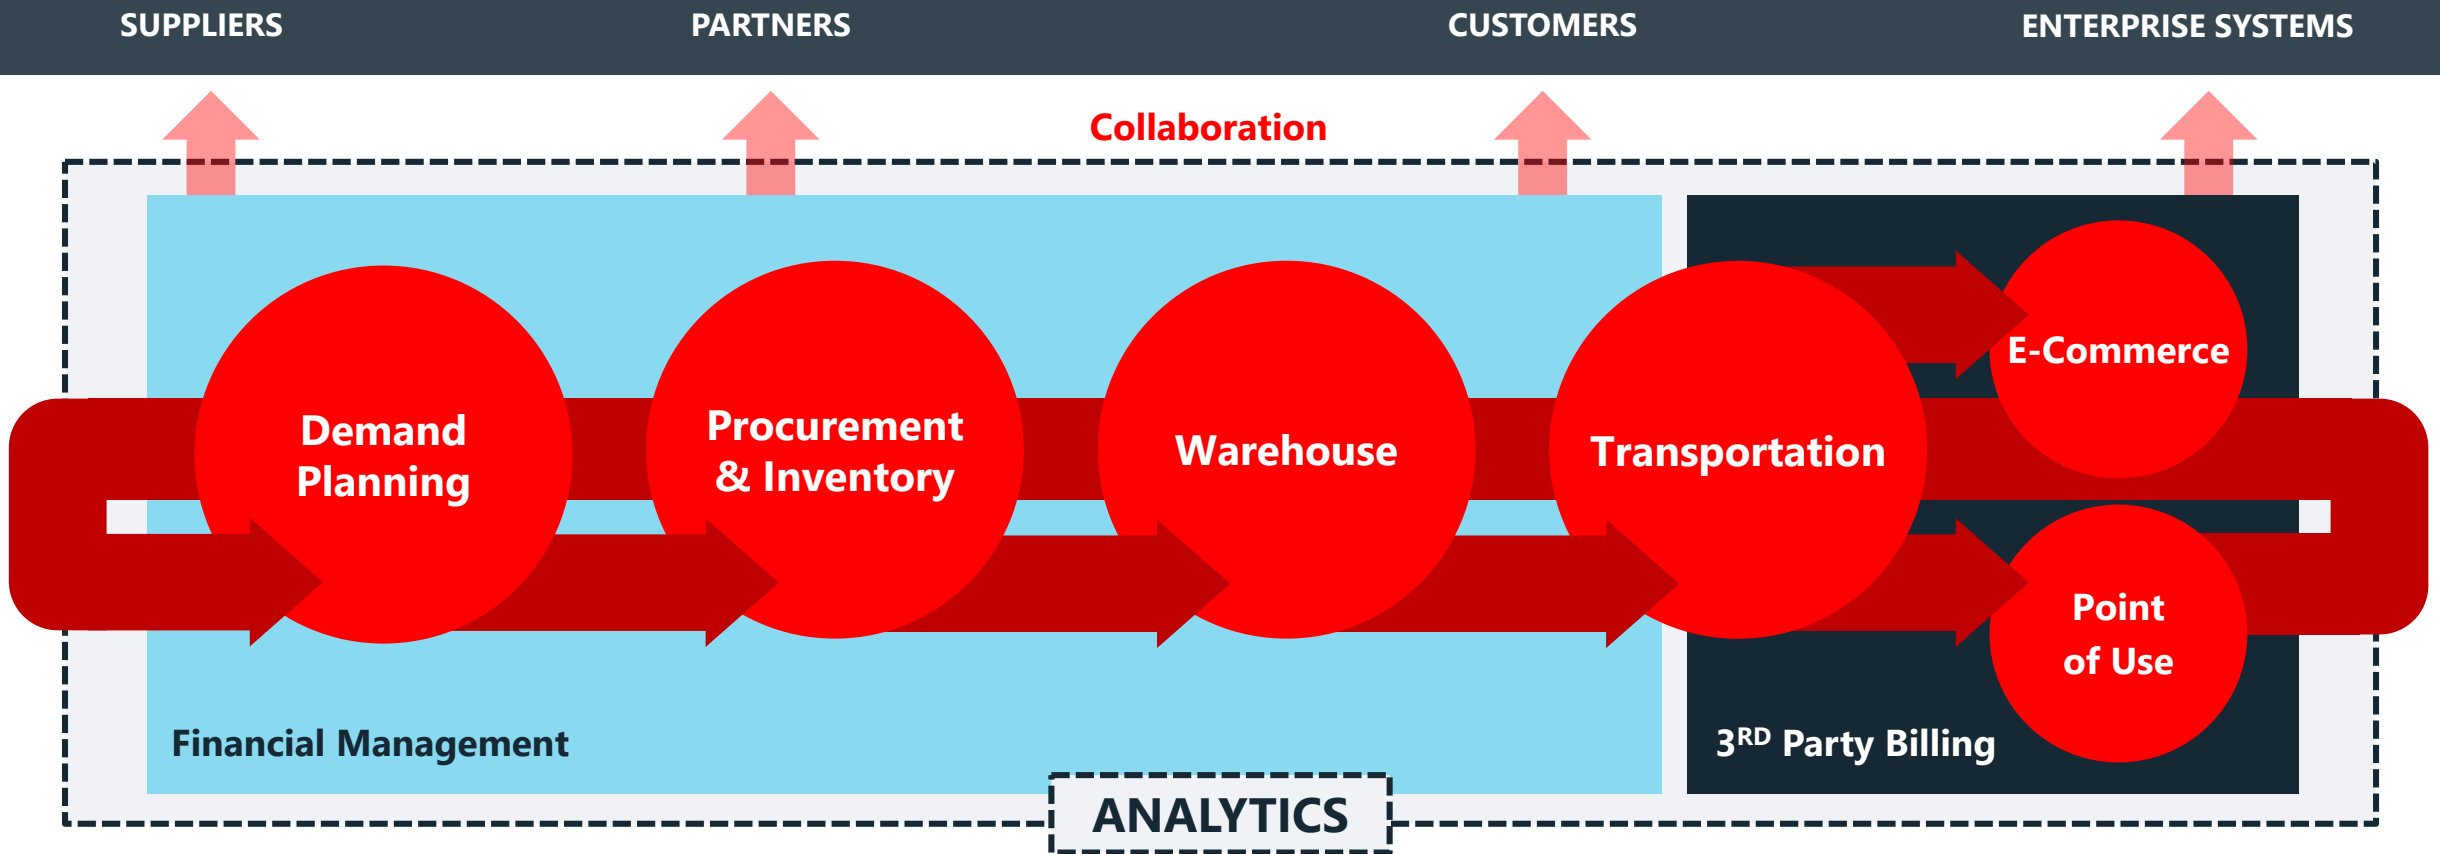 SUPPLIERS
PARTNERS
CUSTOMERS
ENTERPRISE SYSTEMS
Collaboration
Demand
Planning
Procurement
& Inventory
Warehouse
Transportation
E-Commerce
Point
of Use
Financial Management
3RD Party Billing
ANALYTICS